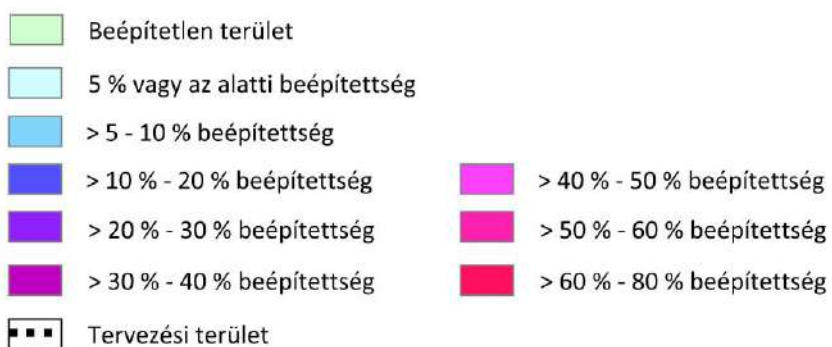 Beépítetlen terület
5 % vagy az alatti beépítettség
> 5 - 10 % beépítettség
> 10 % - 20 % beépítettség
> 20 % - 30 % beépítettség
> 30 % - 40 % beépítettség
Tervezési terület
> 40 % - 50 % beépítettség
> 50 % - 60 % beépítettség
> 60 % - 80 % beépítettség